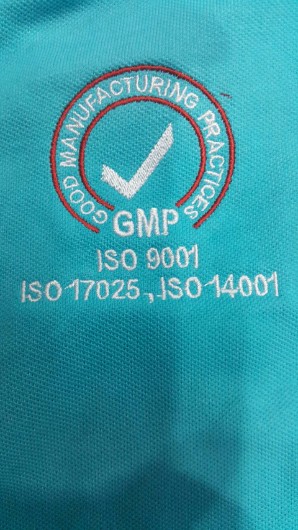 GOOD MANUFACTURING PRACTICES
GMP
ISO 9001
ISO 17025 , ISO 14001